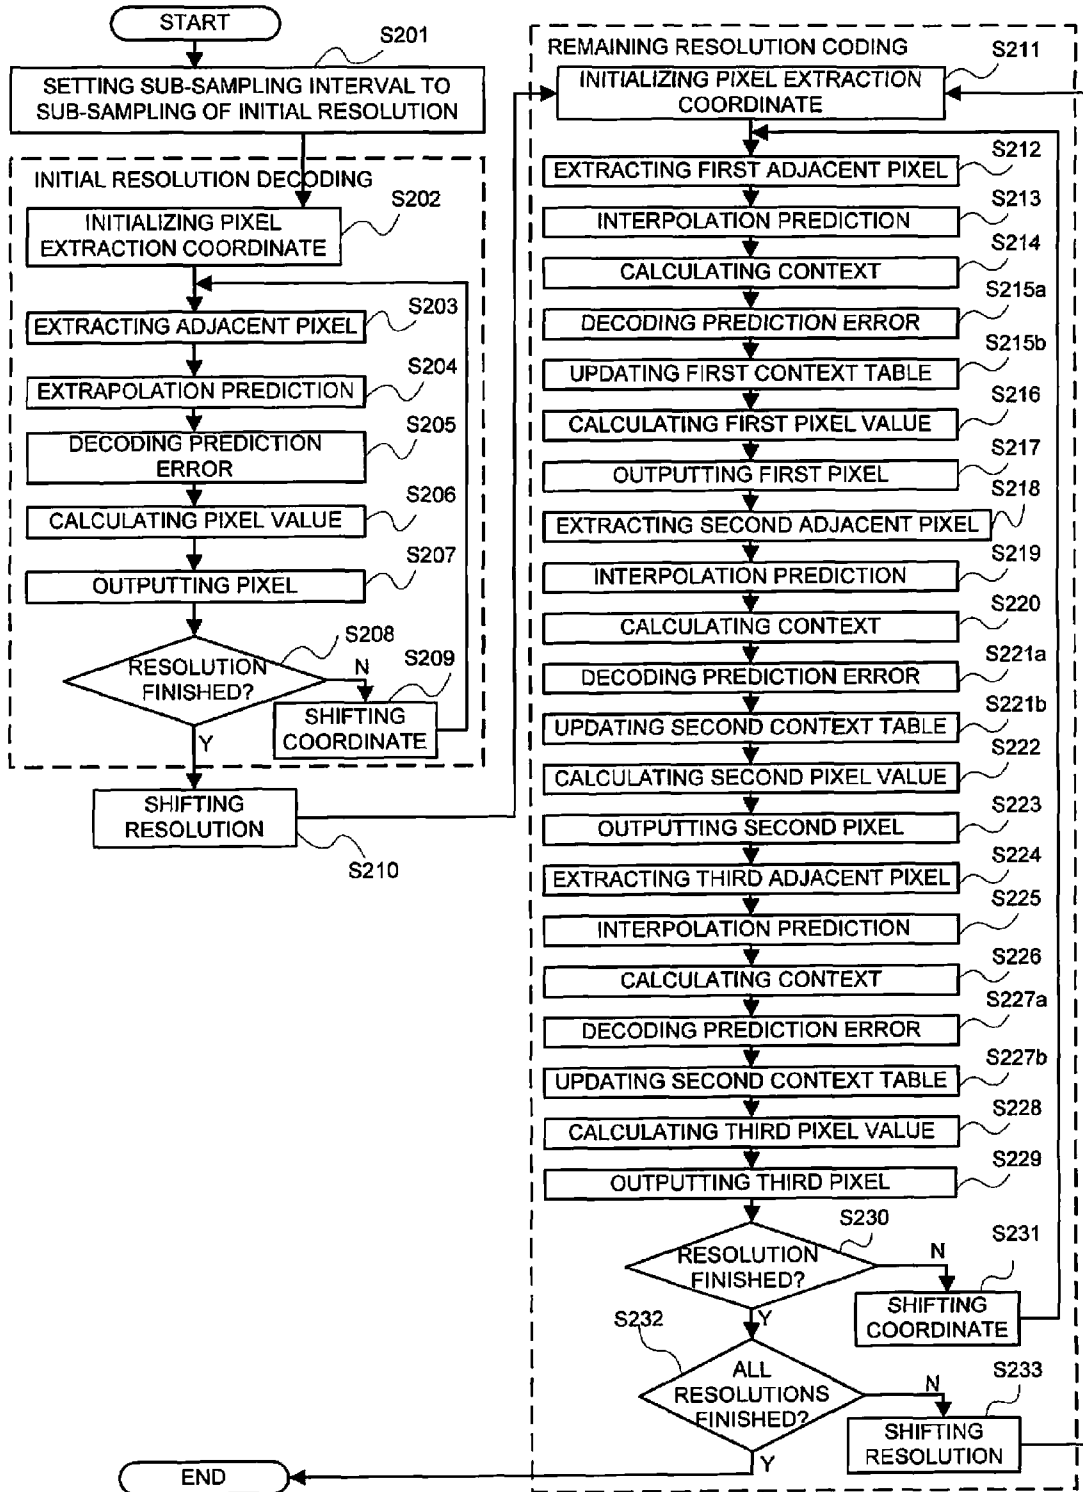 START
S201
SETTING SUB-SAMPLING INTERVAL TO
SUB-SAMPLING OF INITIAL RESOLUTION
INITIAL RESOLUTION DECODING
S202
INITIALIZING PIXEL
EXTRACTION COORDINATE
S203
EXTRACTING ADJACENT PIXEL
S204
EXTRAPOLATION PREDICTION
S205
DECODING PREDICTION
ERROR
S206
CALCULATING PIXEL VALUE
S207
OUTPUTTING PIXEL
S208
RESOLUTION
FINISHED?
N
S209
SHIFTING
COORDINATE
Y
SHIFTING
RESOLUTION
S210
REMAINING RESOLUTION CODING
S211
INITIALIZING PIXEL EXTRACTION
COORDINATE
S212
EXTRACTING FIRST ADJACENT PIXEL
S213
INTERPOLATION PREDICTION
S214
CALCULATING CONTEXT
S215a
DECODING PREDICTION ERROR
S215b
UPDATING FIRST CONTEXT TABLE
S216
CALCULATING FIRST PIXEL VALUE
S217
OUTPUTTING FIRST PIXEL
S218
EXTRACTING SECOND ADJACENT PIXEL
S219
INTERPOLATION PREDICTION
S220
CALCULATING CONTEXT
S221a
DECODING PREDICTION ERROR
S221b
UPDATING SECOND CONTEXT TABLE
S222
CALCULATING SECOND PIXEL VALUE
S223
OUTPUTTING SECOND PIXEL
S224
EXTRACTING THIRD ADJACENT PIXEL
S225
INTERPOLATION PREDICTION
S226
CALCULATING CONTEXT
S227a
DECODING PREDICTION ERROR
S227b
UPDATING SECOND CONTEXT TABLE
S228
CALCULATING THIRD PIXEL VALUE
S229
OUTPUTTING THIRD PIXEL
S230
RESOLUTION
FINISHED?
N
S231
SHIFTING
COORDINATE
Y
S232
ALL
RESOLUTIONS
FINISHED?
N
S233
SHIFTING
RESOLUTION
Y
END